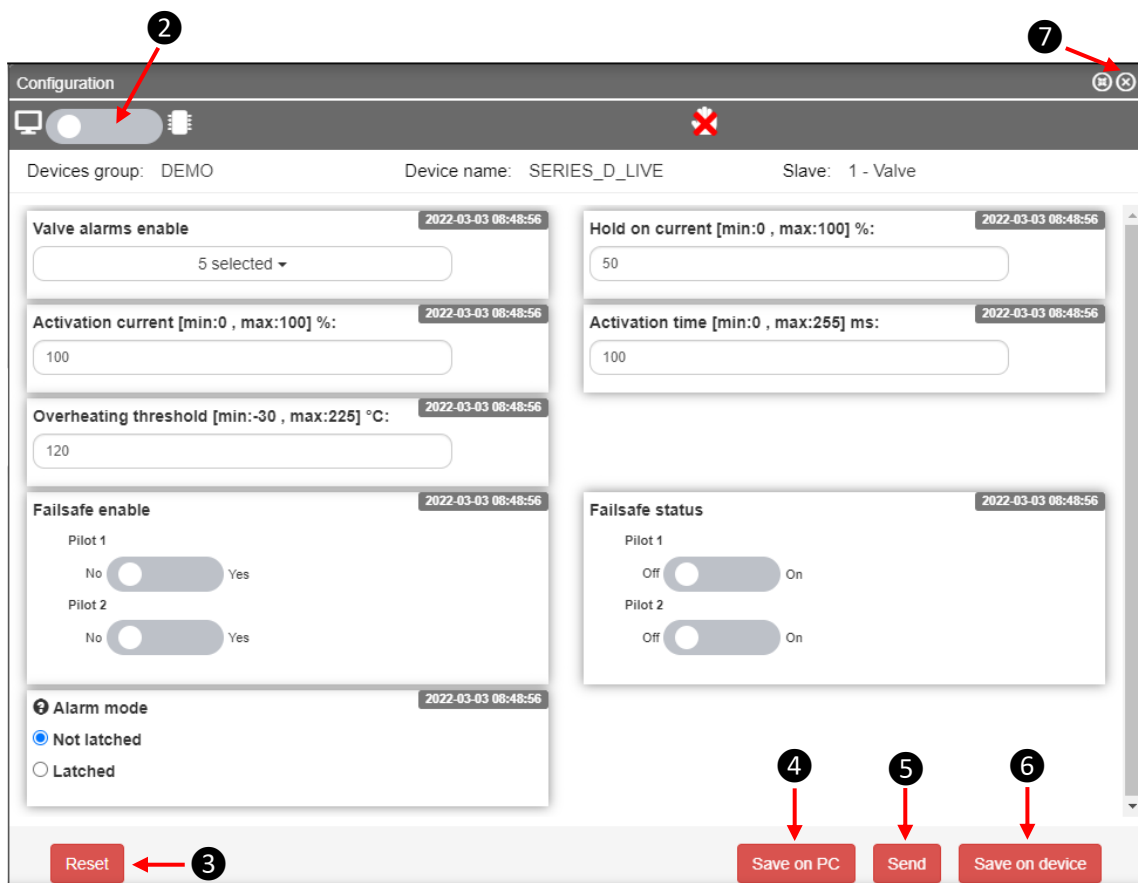 2
7
Configuration
Devices group: DEMO Device name: SERIES_D_LIVE Slave: 1 - Valve
Valve alarms enable 2022-03-03 08:48:56
5 selected
Hold on current [min:0 , max:100] %: 2022-03-03 08:48:56
50
Activation current [min:0 , max:100] %: 2022-03-03 08:48:56
100
Activation time [min:0 , max:255] ms: 2022-03-03 08:48:56
100
Overheating threshold [min:-30 , max:225] °C: 2022-03-03 08:48:56
120
Failsafe enable 2022-03-03 08:48:56
Pilot 1
No Yes
Pilot 2
No Yes
Failsafe status 2022-03-03 08:48:56
Pilot 1
Off On
Pilot 2
Off On
? Alarm mode 2022-03-03 08:48:56
Not latched
Latched
4 5 6
Reset 3 Save on PC Send Save on device